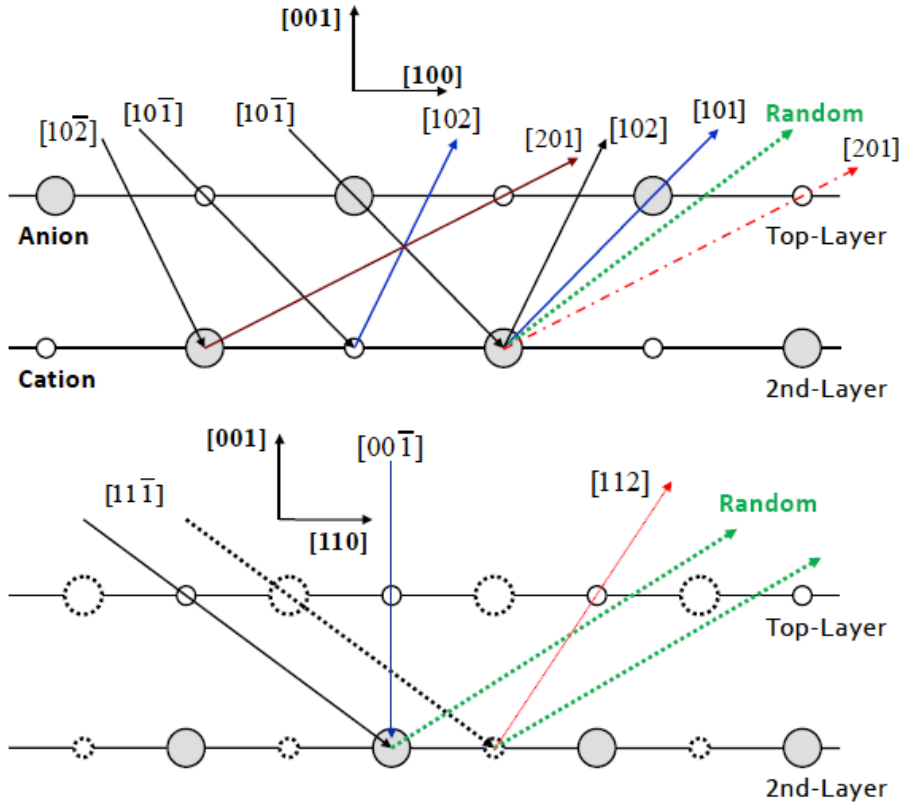 [001]
[100]
[102̅]
[101̅]
[101̅]
[102]
[201]
[102]
[101]
Random
[201]
Anion
Top-Layer
Cation
2nd-Layer
[001]
[001̅]
[111̅]
[110]
[112]
Random
Top-Layer
2nd-Layer